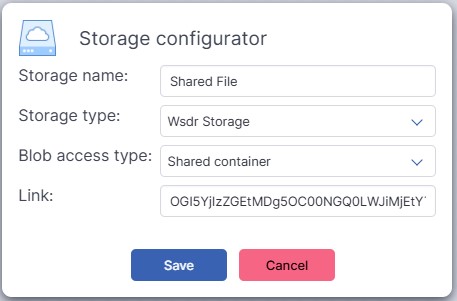 Storage configurator
Storage name: Shared File
Storage type: Wsdr Storage
Blob access type: Shared container
Link: OGI5YjIzZGEtMDg5OC00NGQ0LWJiMjEtY
Save Cancel